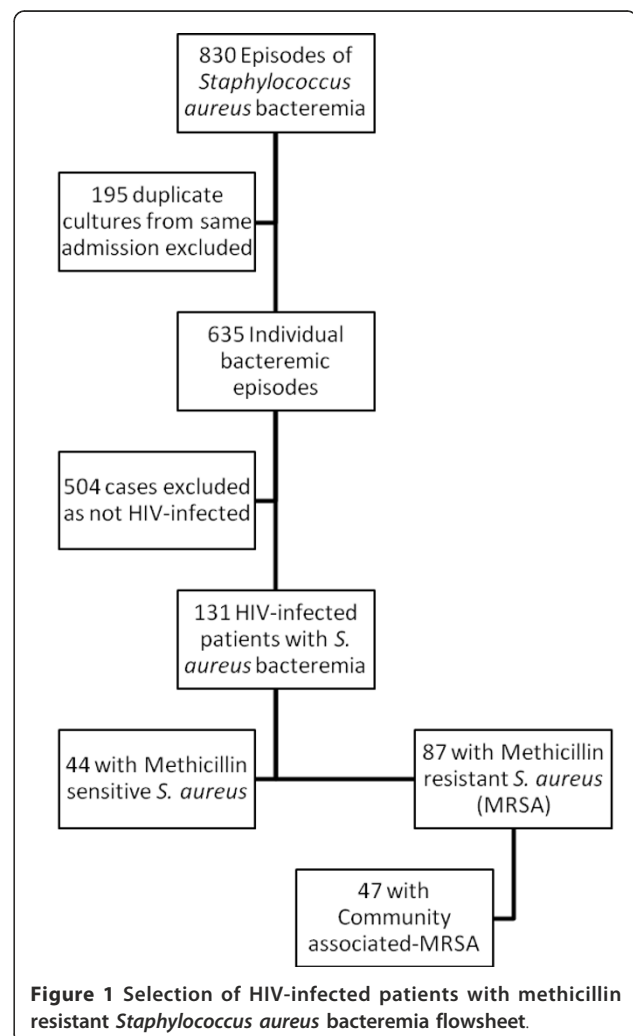 830 Episodes of
Staphylococcus
aureus bacteremia
195 duplicate
cultures from same
admission excluded
635 Individual
bacteremic
episodes
504 cases excluded
as not HIV-infected
131 HIV-infected
patients with S.
aureus bacteremia
44 with Methicillin
sensitive S. aureus
87 with Methicillin
resistant S. aureus
(MRSA)
47 with
Community
associated-MRSA
Figure 1 Selection of HIV-infected patients with methicillin
resistant Staphylococcus aureus bacteremia flowsheet.